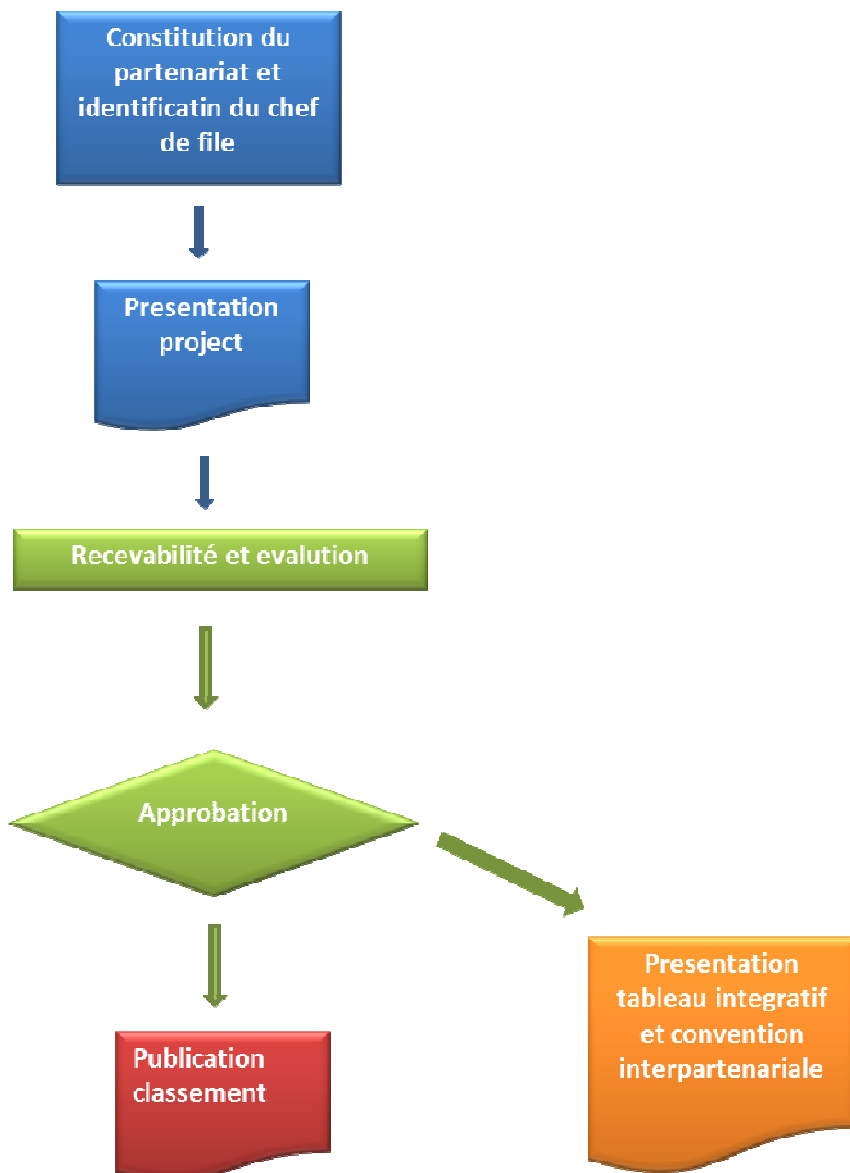 Constitution du
partenariat et
identificatin du chef
de file
Presentation
project
Recevabilité et evalution
Approbation
Publication
classement
Presentation
tableau integratif
et convention
interpartenariale